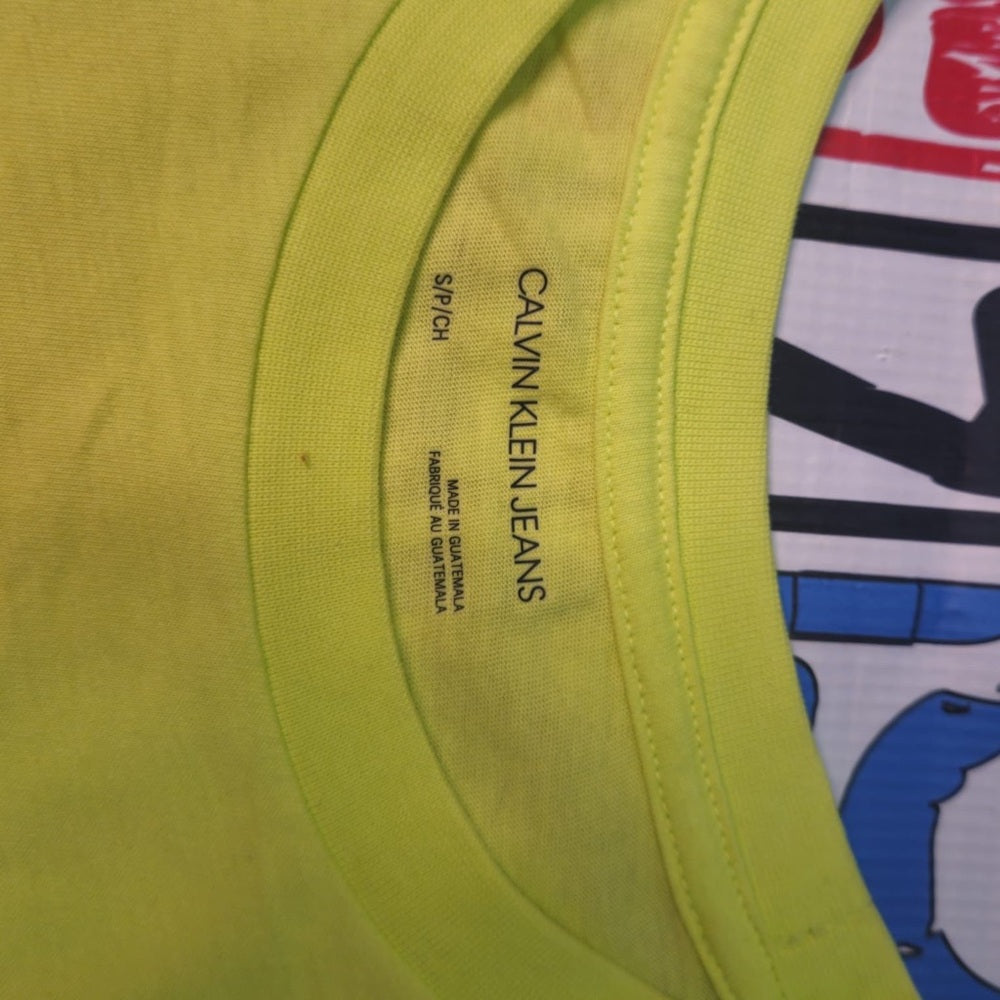 CALVIN KLEIN JEANS
S/P/CH
MADE IN GUATEMALA
FABRIQUÉ AU GUATEMALA